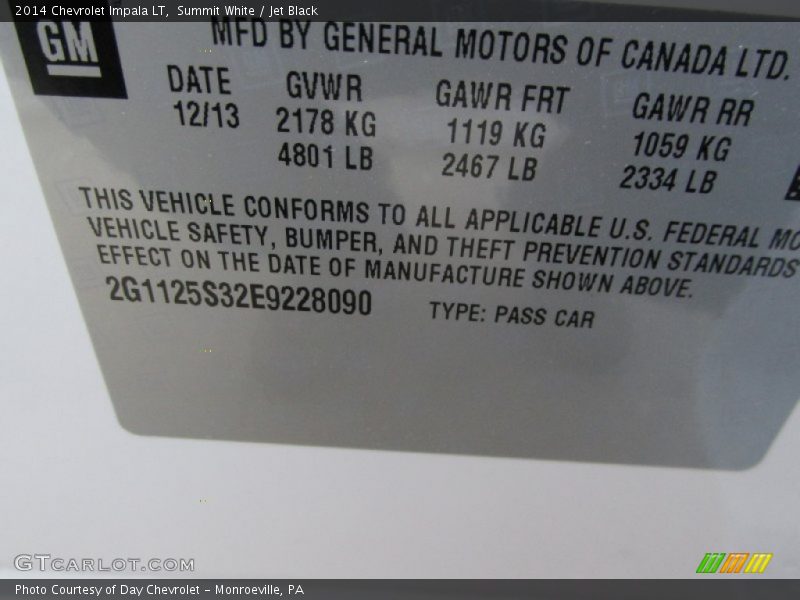 2014 Chevrolet Impala LT,  Summit White / Jet Black
GM
MFD BY GENERAL MOTORS OF CANADA LTD.
DATE GVWR GAWR FRT GAWR RR
12/13 2178 KG 1119 KG 1059 KG
4801 LB 2467 LB 2334 LB
THIS VEHICLE CONFORMS TO ALL APPLICABLE U.S. FEDERAL MO
VEHICLE SAFETY, BUMPER, AND THEFT PREVENTION STANDARDS
EFFECT ON THE DATE OF MANUFACTURE SHOWN ABOVE.
2G1125S32E9228090 TYPE: PASS CAR
GTCARLOT.COM
Photo Courtesy of Day Chevrolet - Monroeville, PA